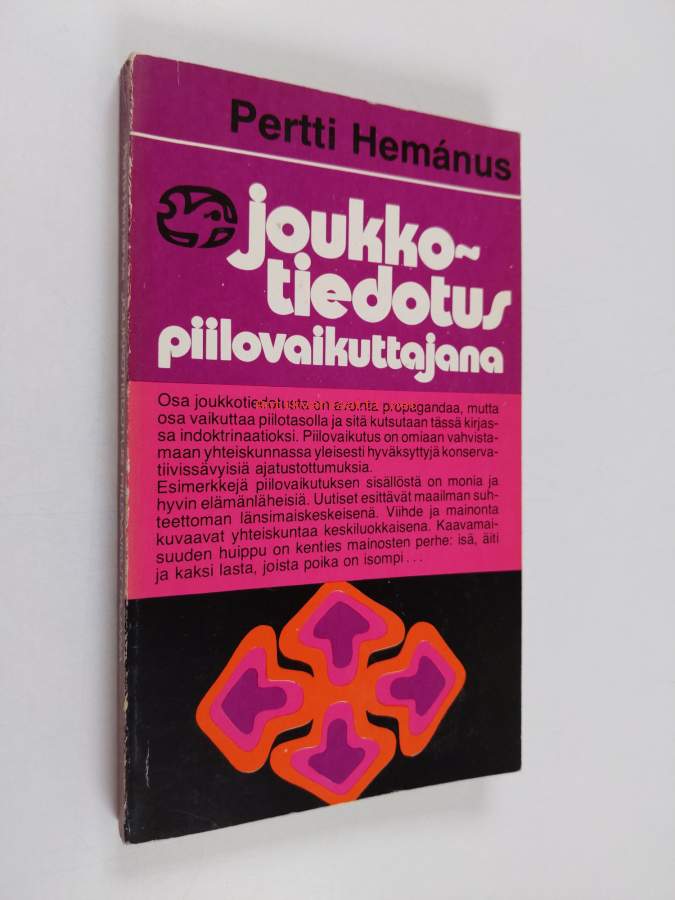 Pertti Hemánus
joukko~
tiedotus
piilovaikuttajana
Osa joukkotiedotusta on avointa propagandaa, mutta
osa vaikuttaa piilotasolla ja sitä kutsutaan tässä kirjas-
sa indoktrinaatioksi. Piilovaikutus on omiaan vahvista-
maan yhteiskunnassa yleisesti hyväksyttyjä konserva-
tiivissävyisiä ajatustottumuksia.
Esimerkkejä piilovaikutuksen sisällöstä on monia ja
hyvin elämänläheisiä. Uutiset esittävät maailman suh-
teettoman länsimaiskeskeisenä. Viihde ja mainonta
kuvaavat yhteiskuntaa keskiluokkaisena. Kaavamai-
suuden huippu on kenties mainosten perhe: isä, äiti
ja kaksi lasta, joista poika on isompi . . .